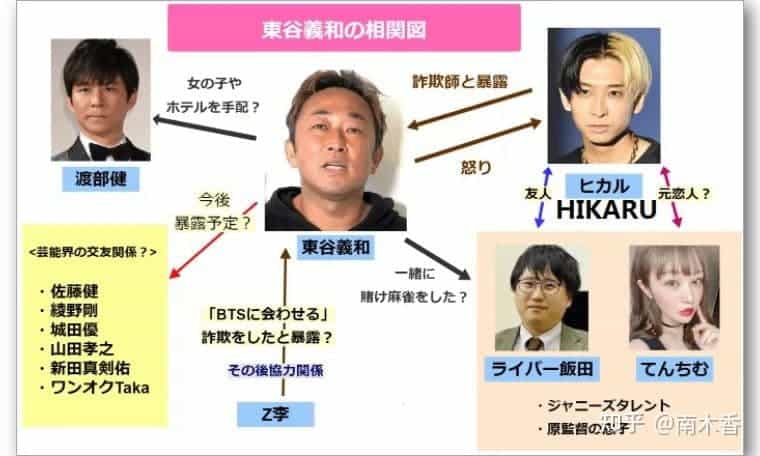 東谷義和の相関図
女の子や
ホテルを手配？
詐欺師と暴露
怒り
渡部健
東谷義和
ヒカル
HIKARU
友人
元恋人？
今後
暴露予定？
一緒に
賭け麻雀をした？
<芸能界の交友関係？>
・佐藤健
・綾野剛
・城田優
・山田孝之
・新田真剣佑
・ワンオクTaka
「BTSに会わせる」
詐欺をしたと暴露？
その後協力関係
Z李
ライバー飯田
てんちむ
・ジャニーズタレント
・原監督の息子
知乎 @南木香